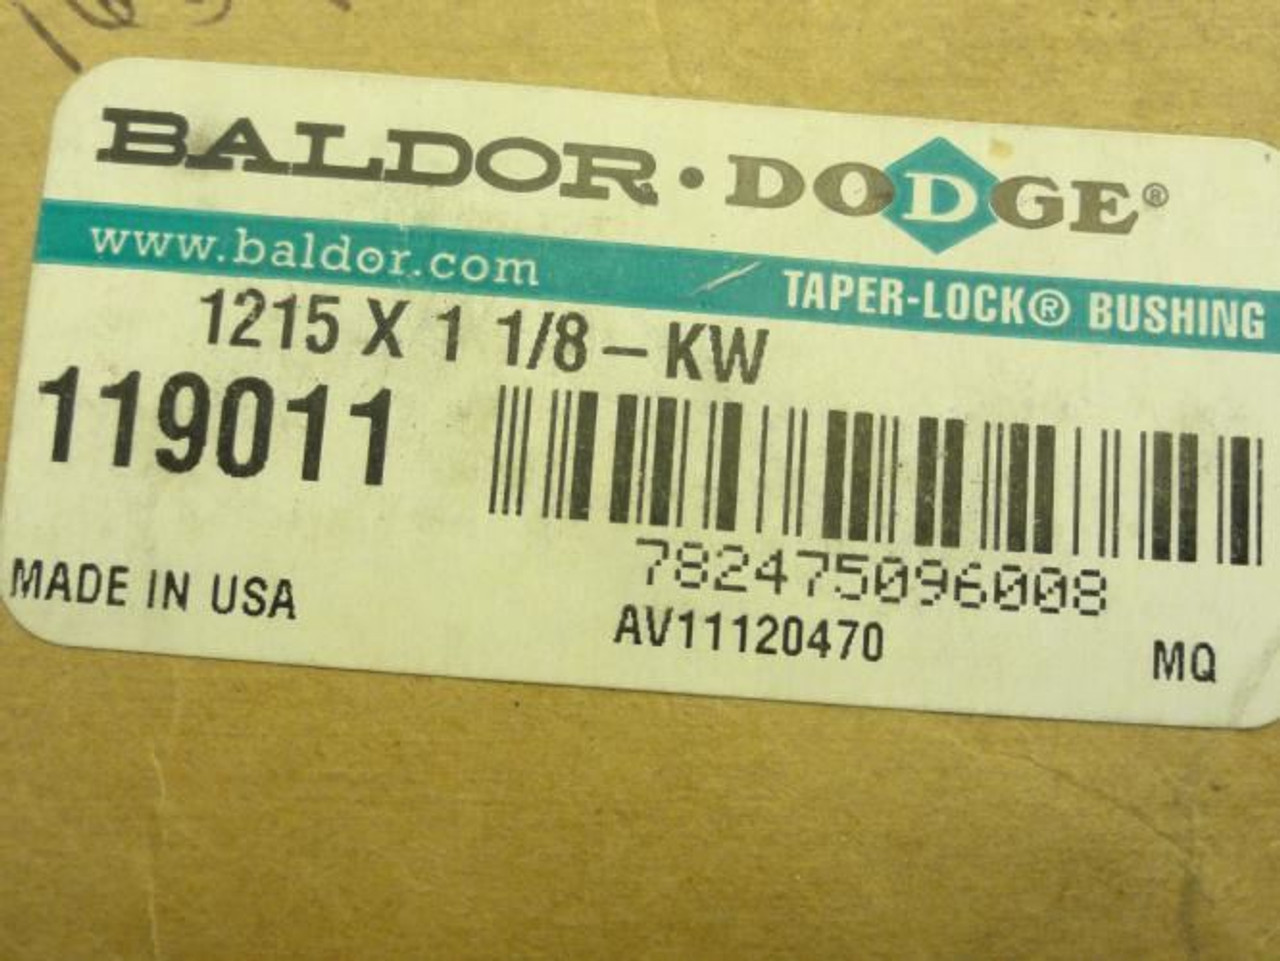 BALDOR · DODGE®
www.baldor.com
TAPER-LOCK® BUSHING
1215 X 1 1/8 – KW
119011
782475096008
MADE IN USA
AV11120470
MQ